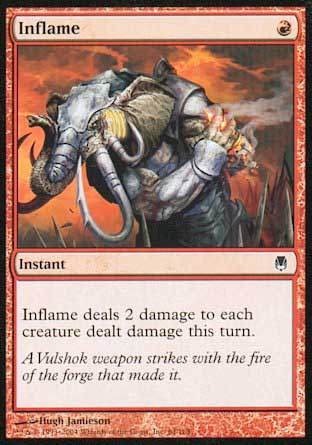 Inflame
Instant
Inflame deals 2 damage to each
creature dealt damage this turn.
A Vulshok weapon strikes with the fire
of the forge that made it.
Hugh Jamieson